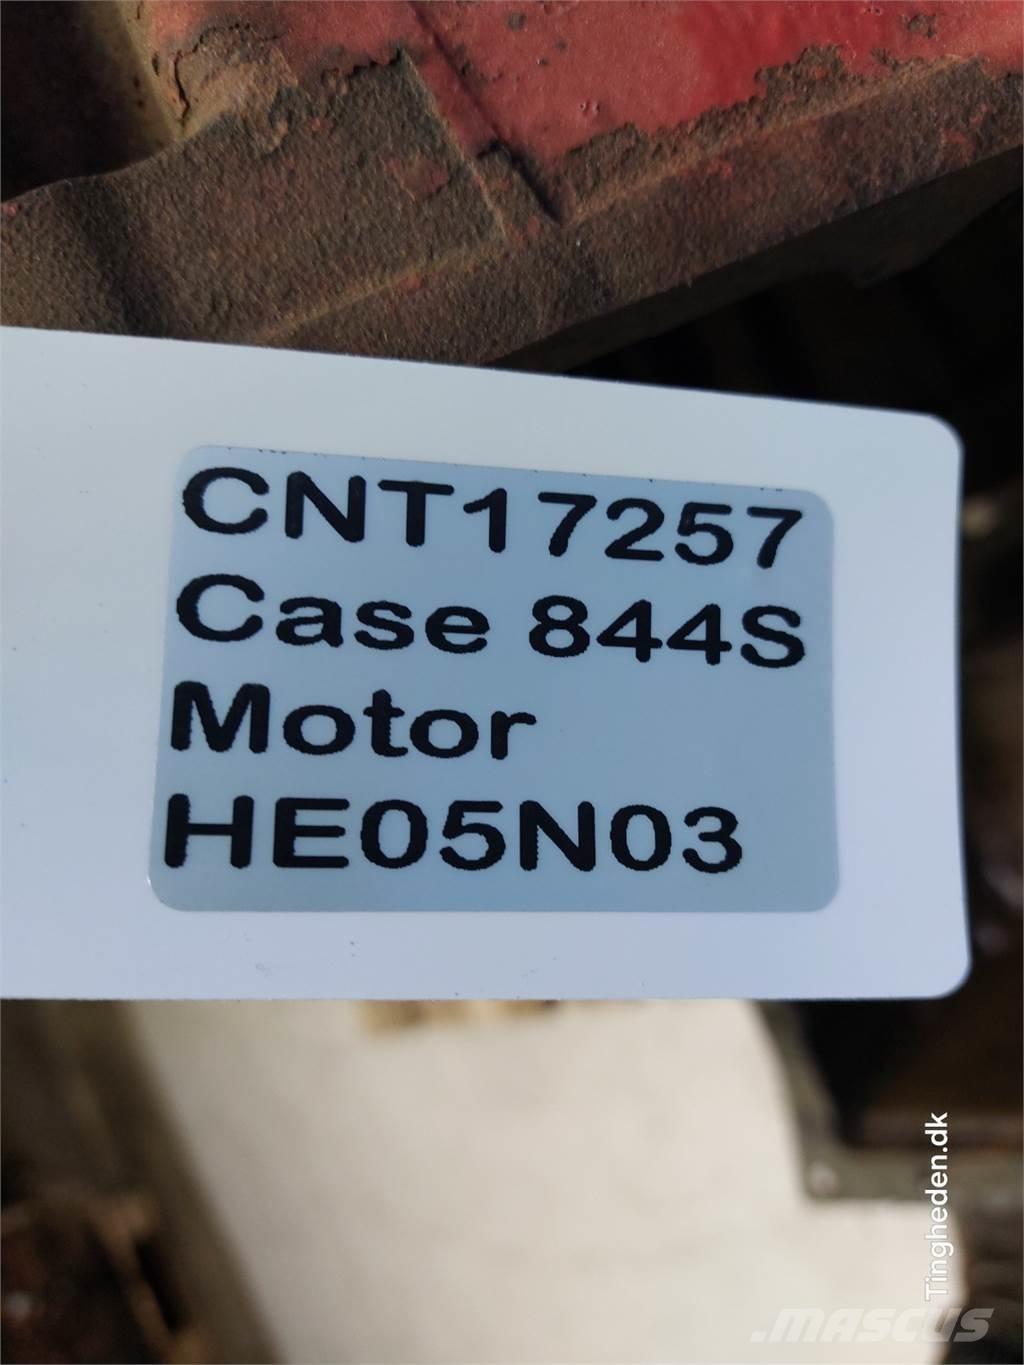 CNT17257
Case 844S
Motor
HE05N03
Tingheden.dk
MASCUS